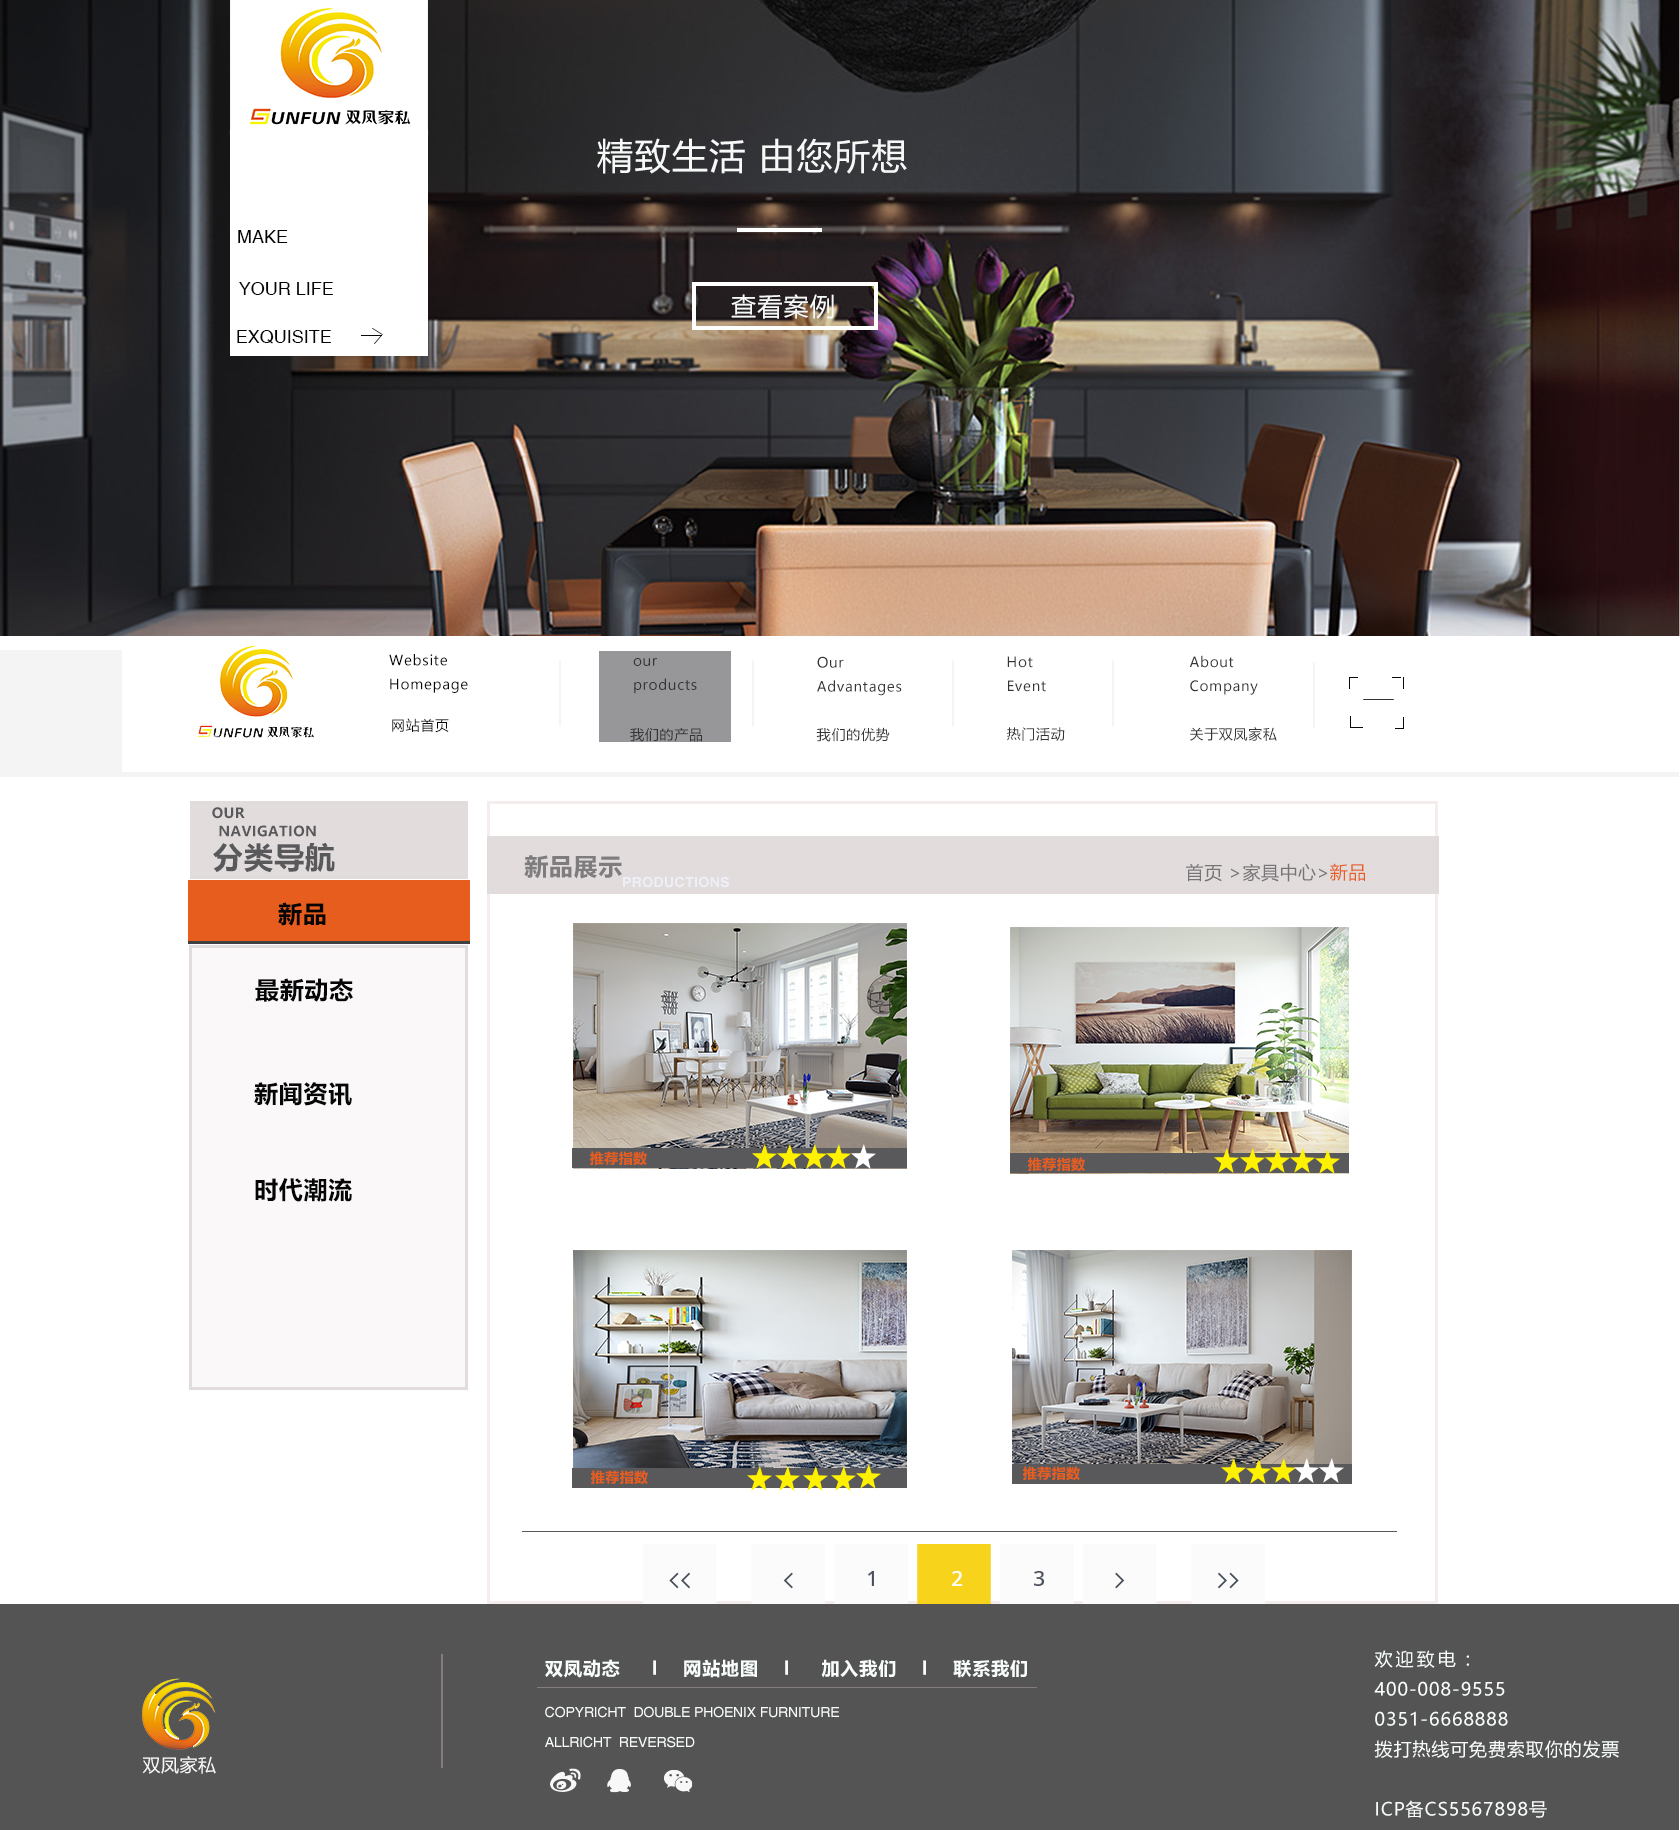 SUNFUN 双凤家私
MAKE
YOUR LIFE
EXQUISITE
精致生活 由您所想
查看案例
SUNFUN 双凤家私
Website
Homepage
网站首页
our
products
我们的产品
Our
Advantages
我们的优势
Hot
Event
热门活动
About
Company
关于双凤家私
OUR
NAVIGATION
分类导航
新品
最新动态
新闻资讯
时代潮流
新品展示
PRODUCTIONS
首页 >家具中心>新品
STAY
TRUE
STAY
YOU
推荐指数
推荐指数
推荐指数
推荐指数
<< < 1 2 3 > >>
双凤家私
双凤动态 I 网站地图 I 加入我们 I 联系我们
COPYRICHT DOUBLE PHOENIX FURNITURE
ALLRICHT REVERSED
欢迎致电：
400-008-9555
0351-6668888
拨打热线可免费索取你的发票
ICP备CS5567898号